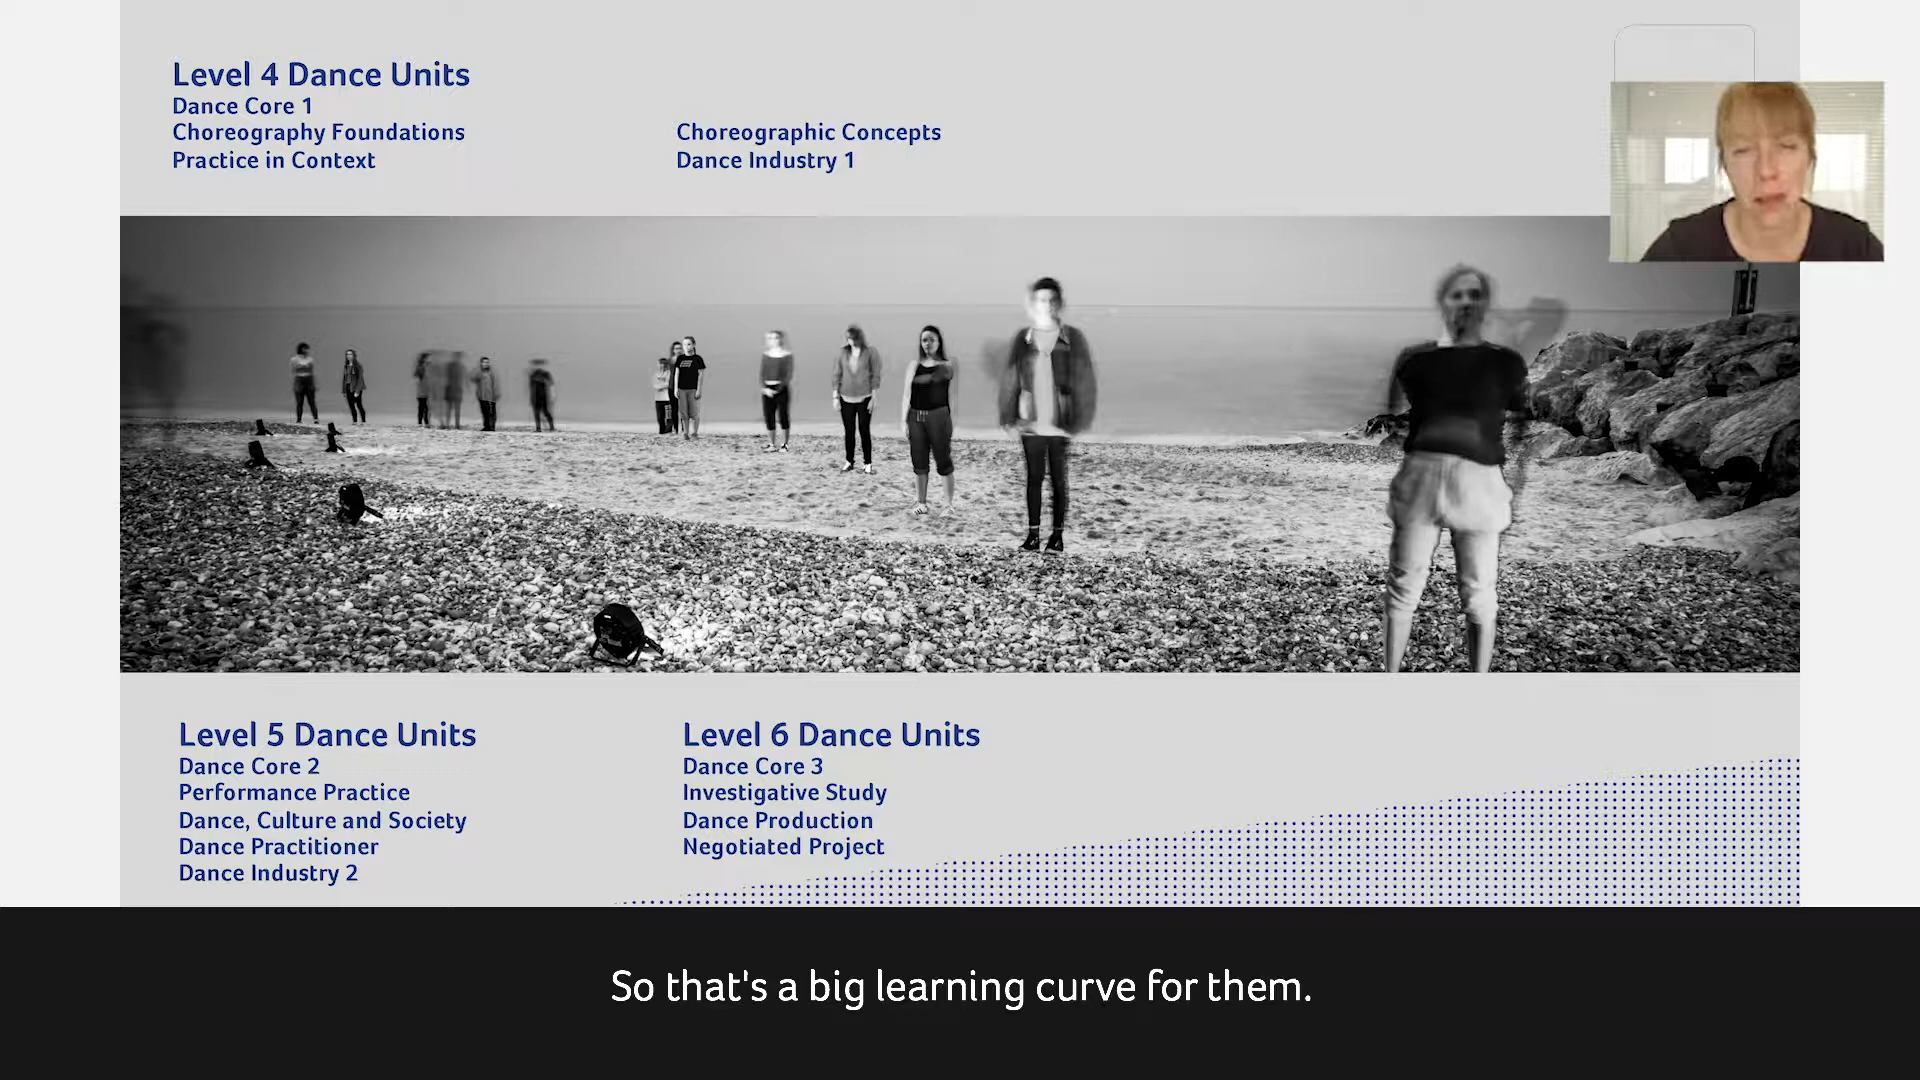 Level 4 Dance Units
Dance Core 1
Choreography Foundations
Practice in Context
Choreographic Concepts
Dance Industry 1
Level 5 Dance Units
Dance Core 2
Performance Practice
Dance, Culture and Society
Dance Practitioner
Dance Industry 2
Level 6 Dance Units
Dance Core 3
Investigative Study
Dance Production
Negotiated Project
So that's a big learning curve for them.